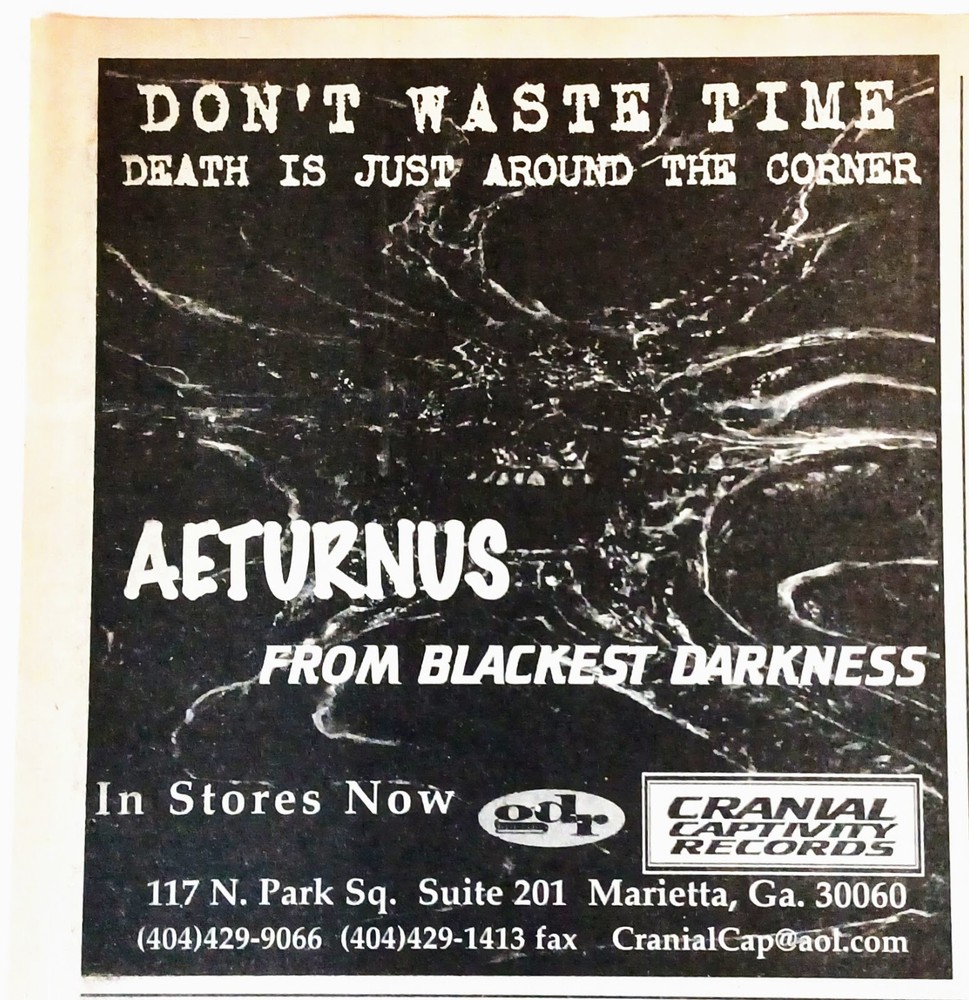 DON'T WASTE TIME
DEATH IS JUST AROUND THE CORNER
AETURNUS
FROM BLACKEST DARKNESS
In Stores Now
odr
CRANIAL
CAPTIVITY
RECORDS
117 N. Park Sq. Suite 201 Marietta, Ga. 30060
(404)429-9066 (404)429-1413 fax CranialCap@aol.com